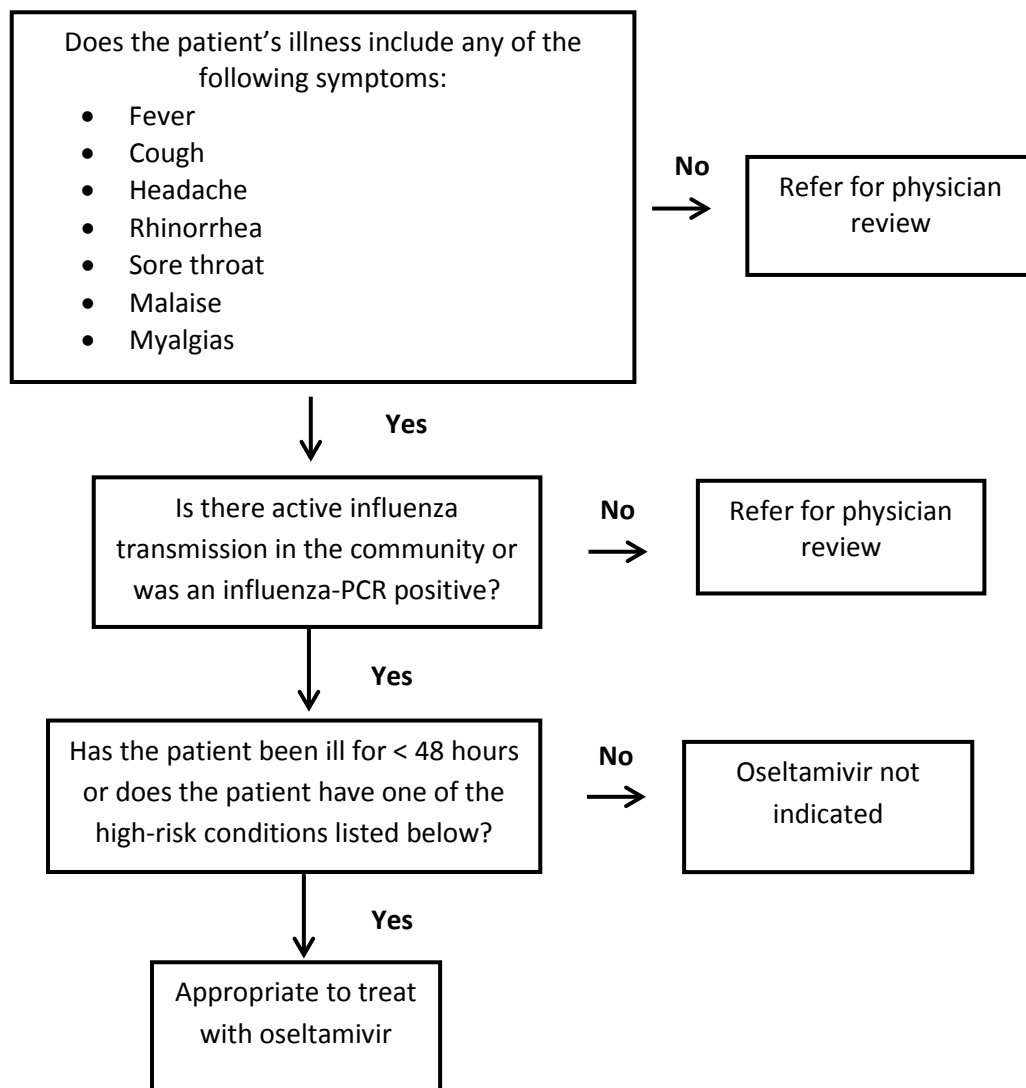 Does the patient’s illness include any of the
following symptoms:
• Fever
• Cough
• Headache
• Rhinorrhea
• Sore throat
• Malaise
• Myalgias
No
Refer for physician
review
Yes
Is there active influenza
transmission in the community or
was an influenza-PCR positive?
No
Refer for physician
review
Yes
Has the patient been ill for < 48 hours
or does the patient have one of the
high-risk conditions listed below?
No
Oseltamivir not
indicated
Yes
Appropriate to treat
with oseltamivir